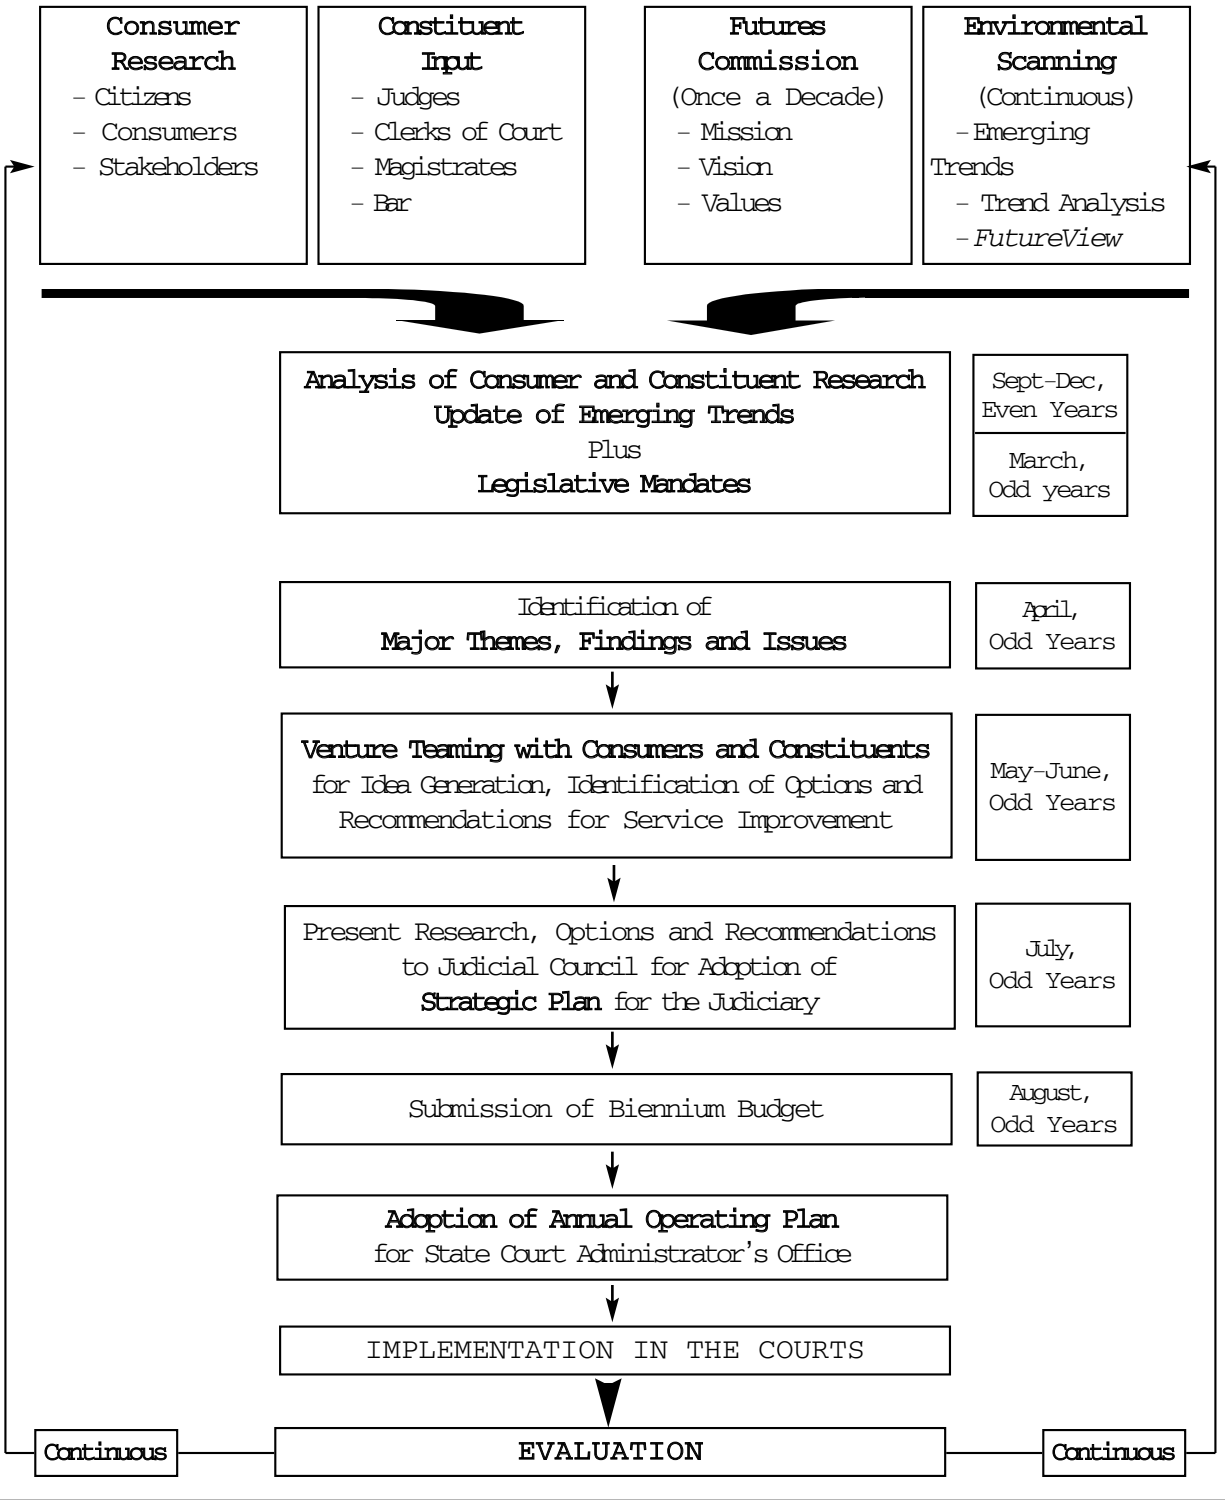 Consumer
Research
– Citizens
– Consumers
– Stakeholders
Constituent
Input
– Judges
– Clerks of Court
– Magistrates
– Bar
Futures
Commission
(Once a Decade)
– Mission
– Vision
– Values
Environmental
Scanning
(Continuous)
– Emerging
Trends
– Trend Analysis
– FutureView
Analysis of Consumer and Constituent Research
Update of Emerging Trends
Plus
Legislative Mandates
Sept–Dec,
Even Years
March,
Odd years
Identification of
Major Themes, Findings and Issues
April,
Odd Years
Venture Teaming with Consumers and Constituents
for Idea Generation, Identification of Options and
Recommendations for Service Improvement
May–June,
Odd Years
Present Research, Options and Recommendations
to Judicial Council for Adoption of
Strategic Plan for the Judiciary
July,
Odd Years
Submission of Biennium Budget
August,
Odd Years
Adoption of Annual Operating Plan
for State Court Administrator’s Office
IMPLEMENTATION IN THE COURTS
Continuous
EVALUATION
Continuous